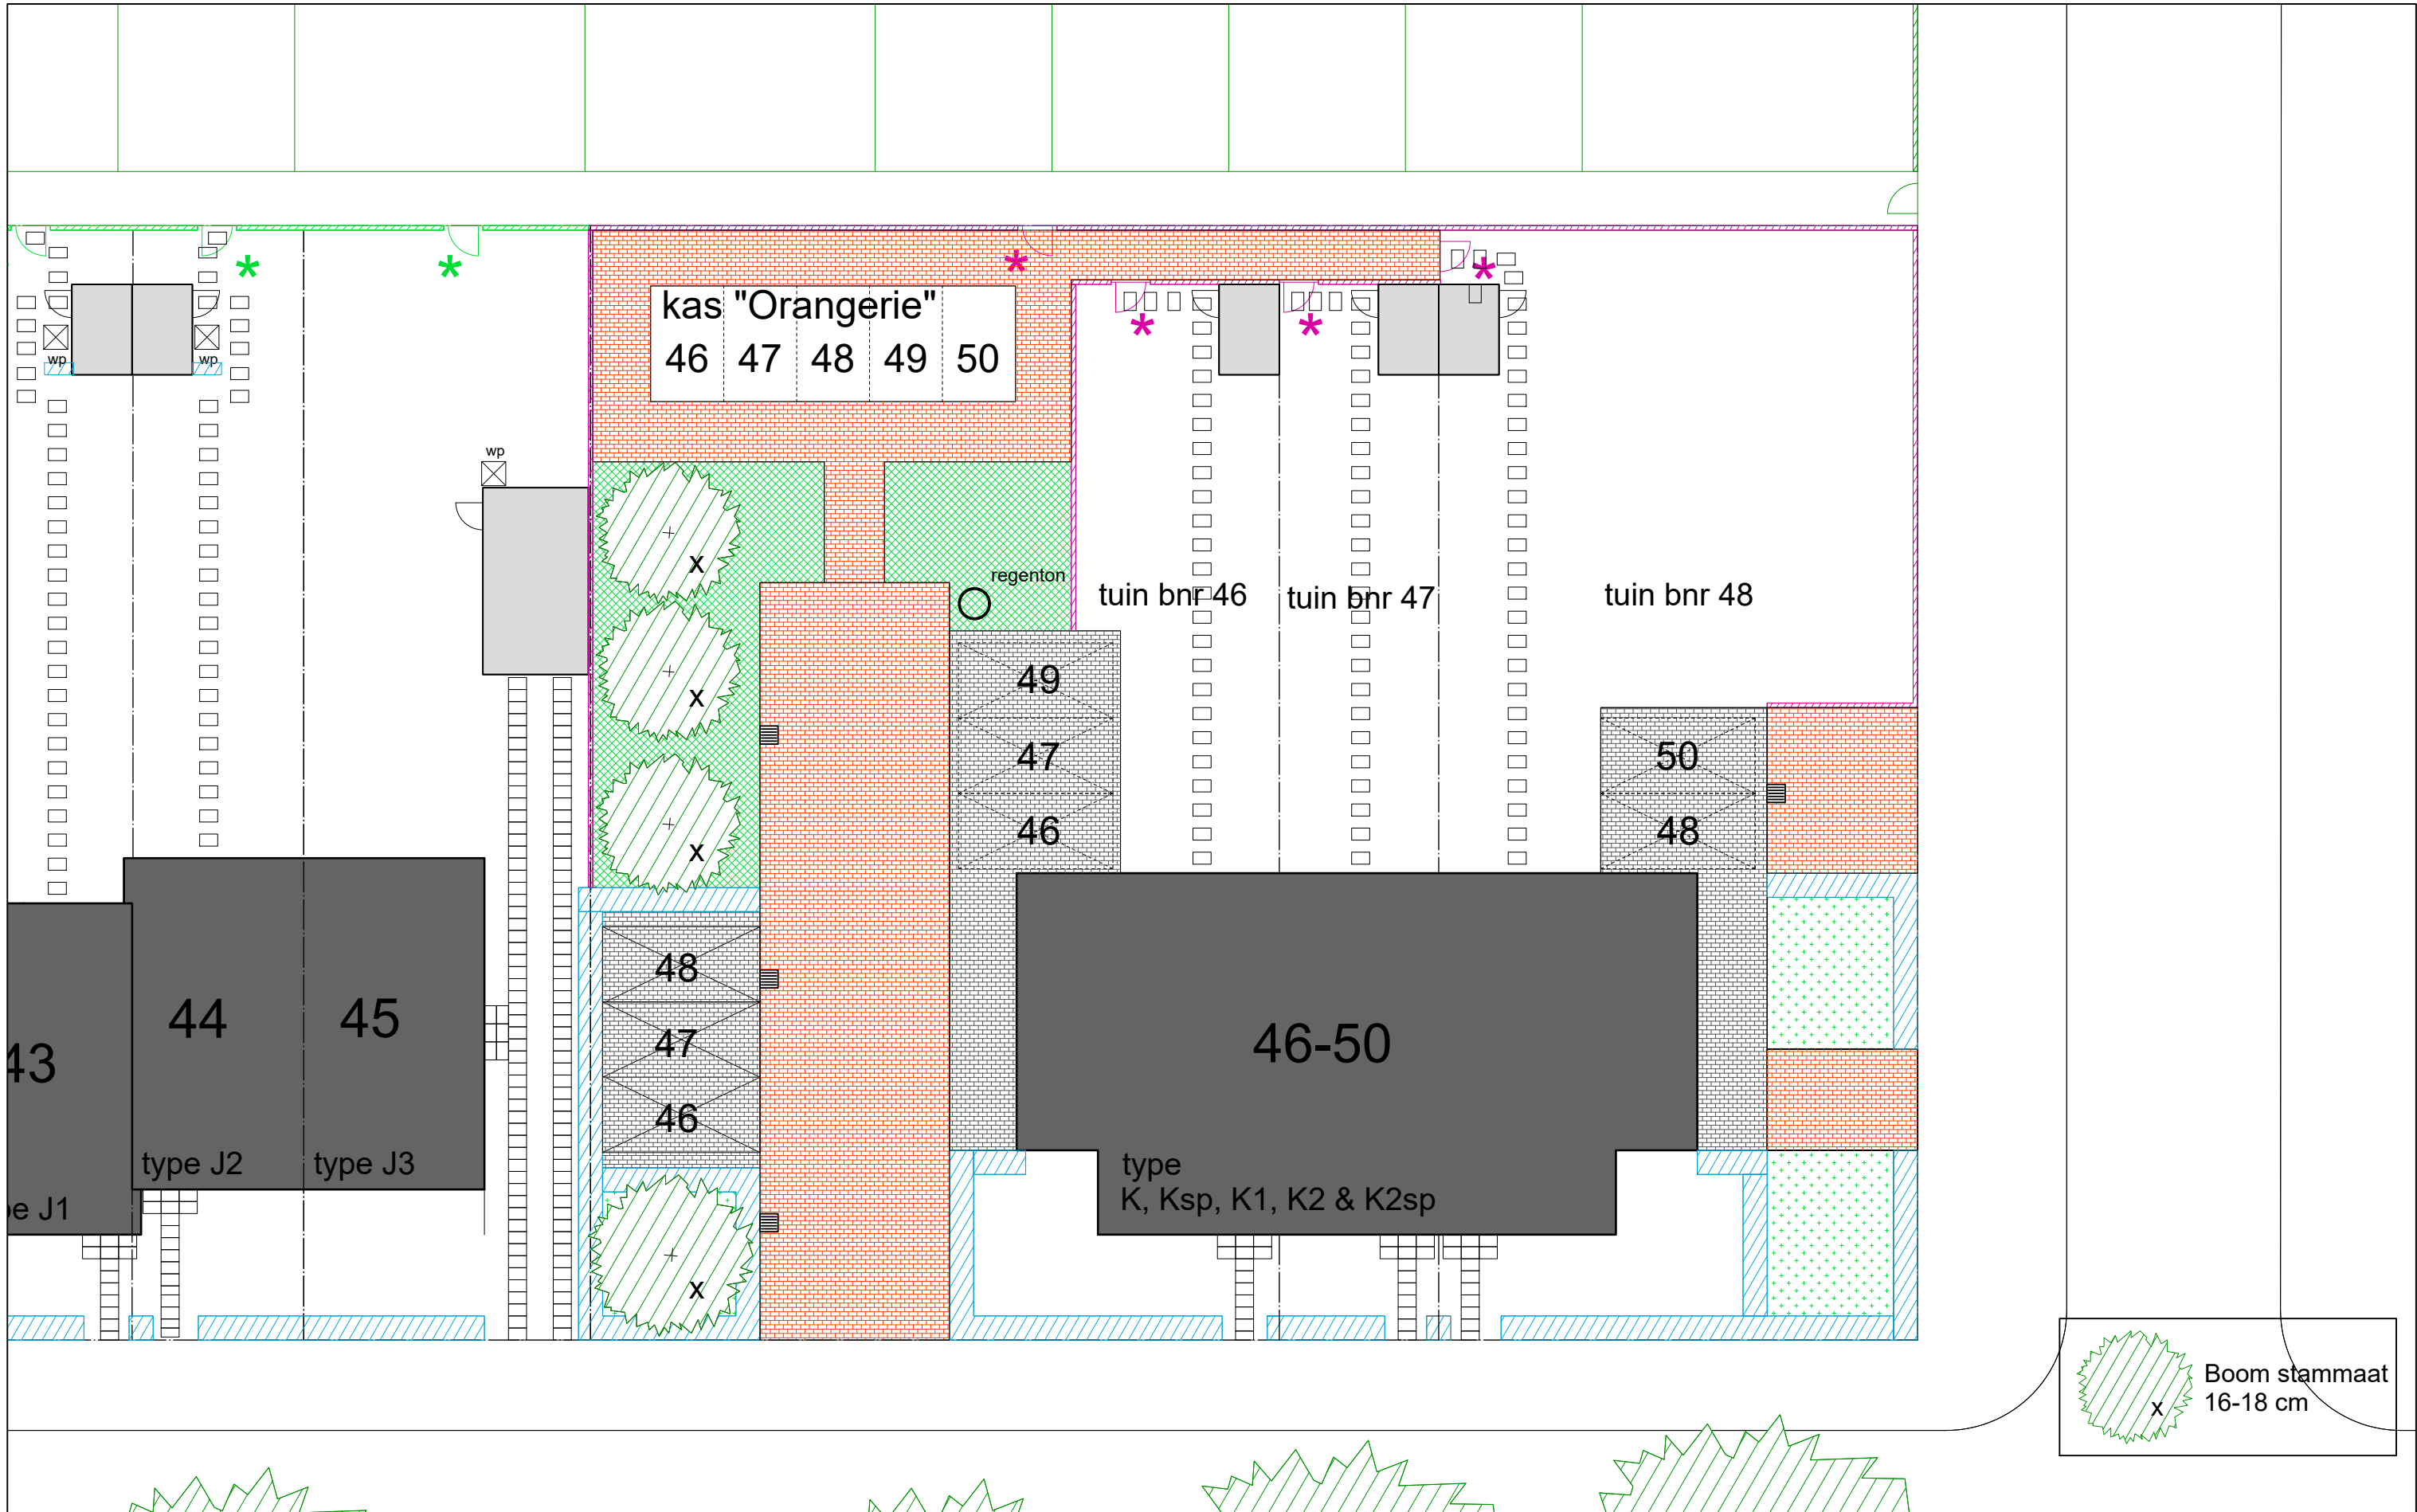 kas "Orangerie"
46 47 48 49 50
wp
wp
wp
regenton
tuin bnr 46
tuin bnr 47
tuin bnr 48
x
x
x
49
47
46
50
48
48
47
46
x
43
44
45
46-50
type J2
type J3
pe J1
type
K, Ksp, K1, K2 & K2sp
Boom stammaat
16-18 cm
x